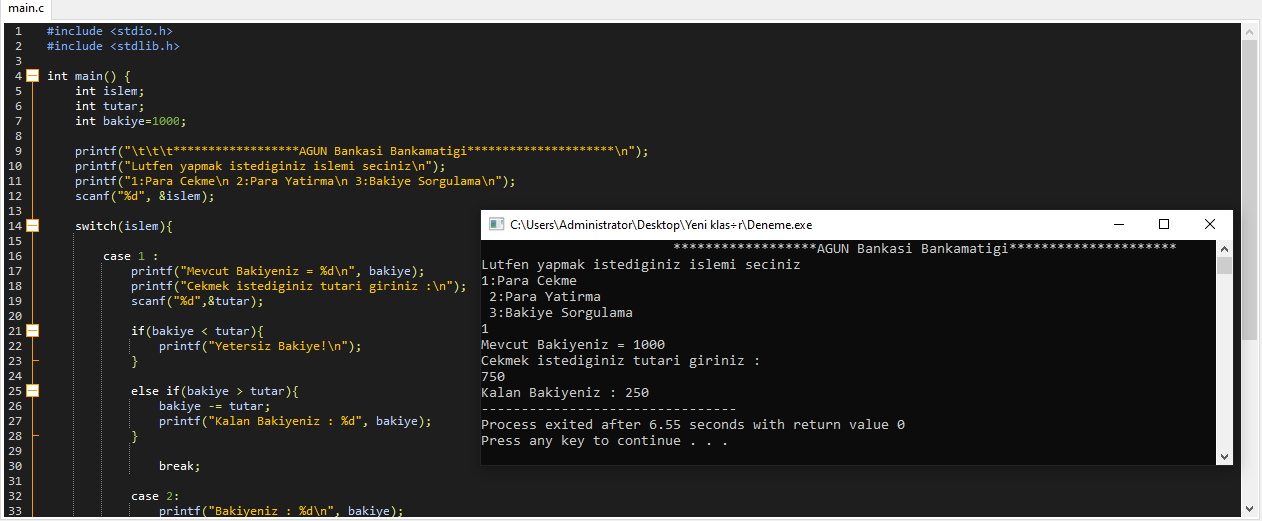 main.c
1 #include <stdio.h>
2 #include <stdlib.h>
3
4 int main() {
5 int islem;
6 int tutar;
7 int bakiye=1000;
8
9 printf("\t\t\t******************AGUN Bankasi Bankamatigi*********************\n");
10 printf("Lutfen yapmak istediginiz islemi seciniz\n");
11 printf("1:Para Cekme\n 2:Para Yatirma\n 3:Bakiye Sorgulama\n");
12 scanf("%d", &islem);
13
14 switch(islem){
15
16 case 1 :
17 printf("Mevcut Bakiyeniz = %d\n", bakiye);
18 printf("Cekmek istediginiz tutari giriniz :\n");
19 scanf("%d",&tutar);
20
21 if(bakiye < tutar){
22 printf("Yetersiz Bakiye!\n");
23 }
24
25 else if(bakiye > tutar){
26 bakiye -= tutar;
27 printf("Kalan Bakiyeniz : %d", bakiye);
28 }
29
30 break;
31
32 case 2:
33 printf("Bakiyeniz : %d\n", bakiye);
C:\Users\Administrator\Desktop\Yeni klas÷r\Deneme.exe
******************AGUN Bankasi Bankamatigi*********************
Lutfen yapmak istediginiz islemi seciniz
1:Para Cekme
2:Para Yatirma
3:Bakiye Sorgulama
1
Mevcut Bakiyeniz = 1000
Cekmek istediginiz tutari giriniz :
750
Kalan Bakiyeniz : 250
--------------------------------
Process exited after 6.55 seconds with return value 0
Press any key to continue . . .